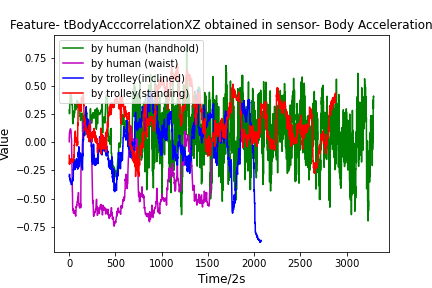 Feature- tBodyAcccorrelationXZ obtained in sensor- Body Acceleration
by human (handhold)
by human (waist)
by trolley(inclined)
by trolley(standing)
Value
0.75
0.50
0.25
0.00
−0.25
−0.50
−0.75
0 500 1000 1500 2000 2500 3000
Time/2s